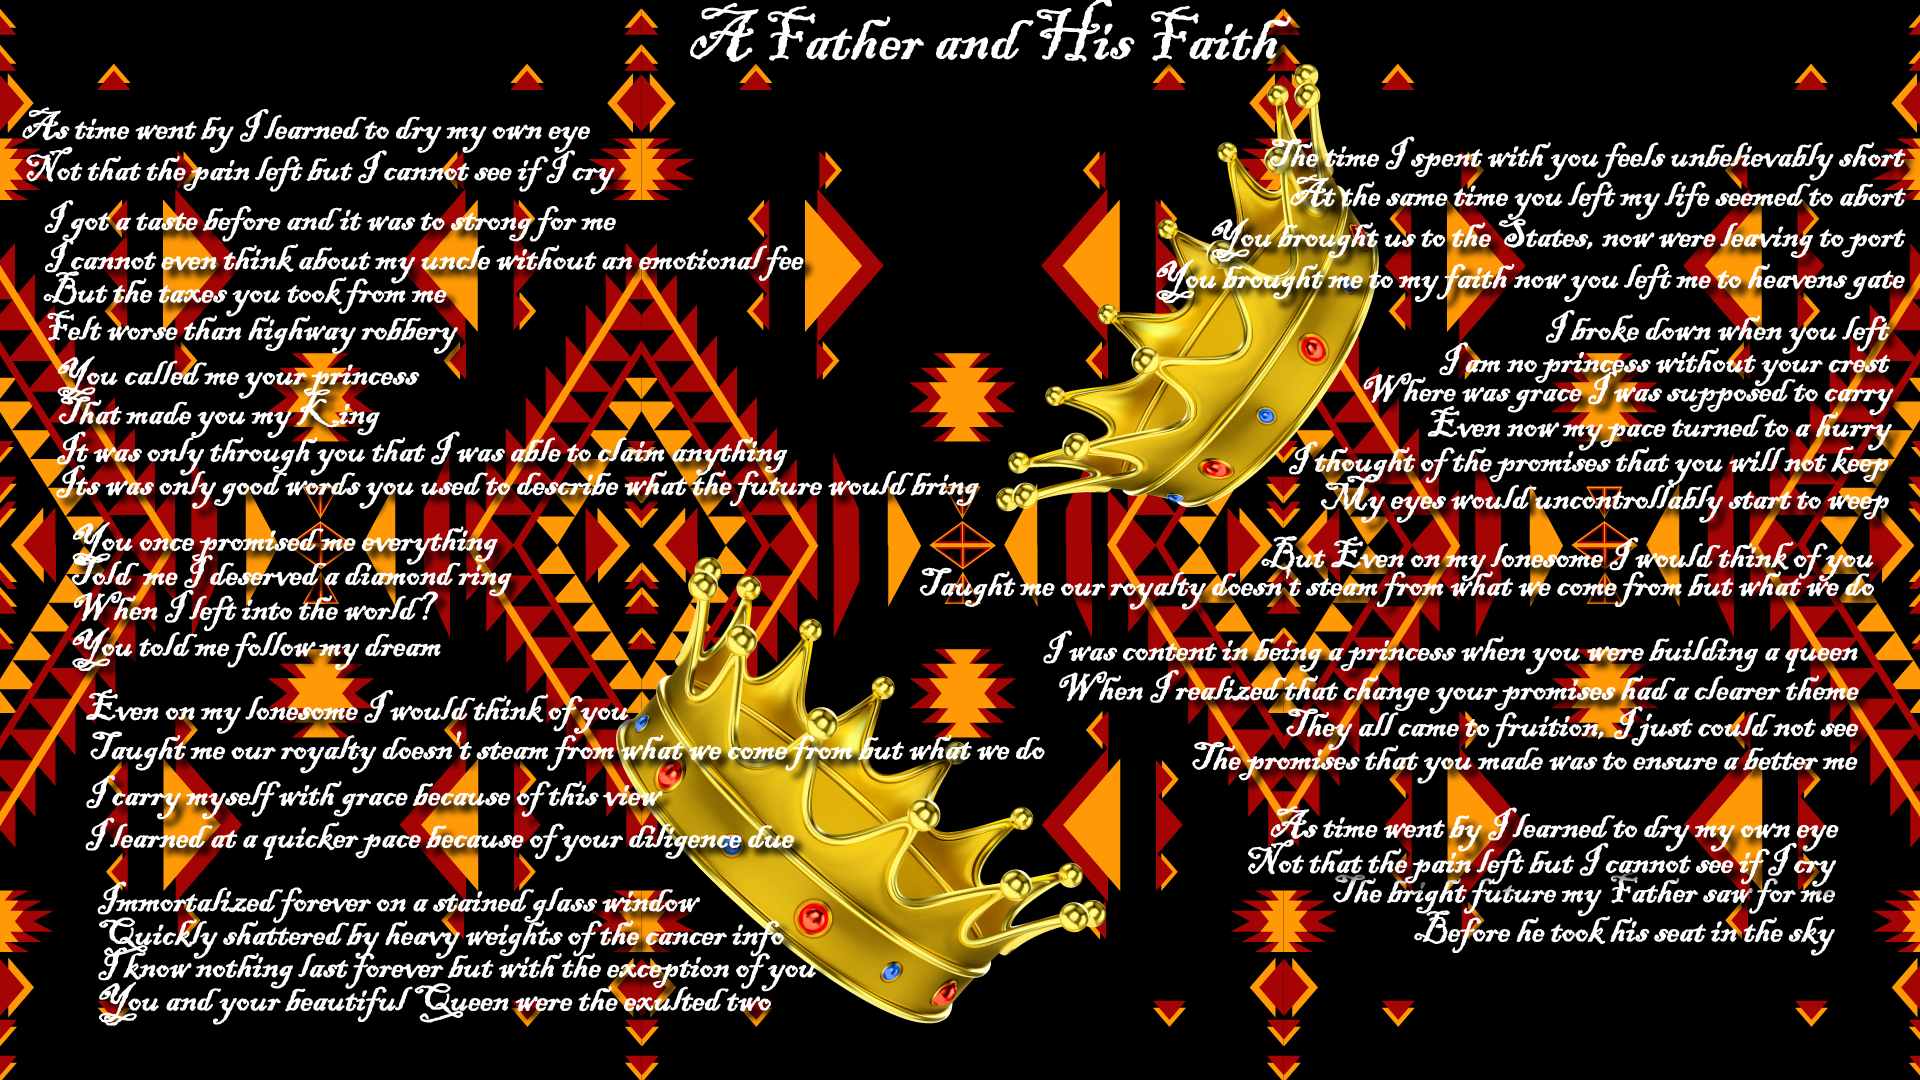 A Father and His Faith
As time went by I learned to dry my own eye
Not that the pain left but I cannot see if I cry
I got a taste before and it was to strong for me
I cannot even think about my uncle without an emotional fee
But the taxes you took from me
Felt worse than highway robbery
You called me your princess
That made you my King
It was only through you that I was able to claim anything
Its was only good words you used to describe what the future would bring
You once promised me everything
Told me I deserved a diamond ring
When I left into the world?
You told me follow my dream
Even on my lonesome I would think of you
Taught me our royalty doesn't steam from what we come from but what we do
I carry myself with grace because of this view
I learned at a quicker pace because of your diligence due
Immortalized forever on a stained glass window
Quickly shattered by heavy weights of the cancer info
I know nothing last forever but with the exception of you
You and your beautiful Queen were the exulted two
The time I spent with you feels unbelievably short
At the same time you left my life seemed to abort
You brought us to the States, now were leaving to port
You brought me to my faith now you left me to heavens gate
I broke down when you left
I am no princess without your crest
Where was grace I was supposed to carry
Even now my pace turned to a hurry
I thought of the promises that you will not keep
My eyes would uncontrollably start to weep
But Even on my lonesome I would think of you
Taught me our royalty doesn't steam from what we come from but what we do
I was content in being a princess when you were building a queen
When I realized that change your promises had a clearer theme
They all came to fruition, I just could not see
The promises that you made was to ensure a better me
As time went by I learned to dry my own eye
Not that the pain left but I cannot see if I cry
The bright future my Father saw for me
Before he took his seat in the sky